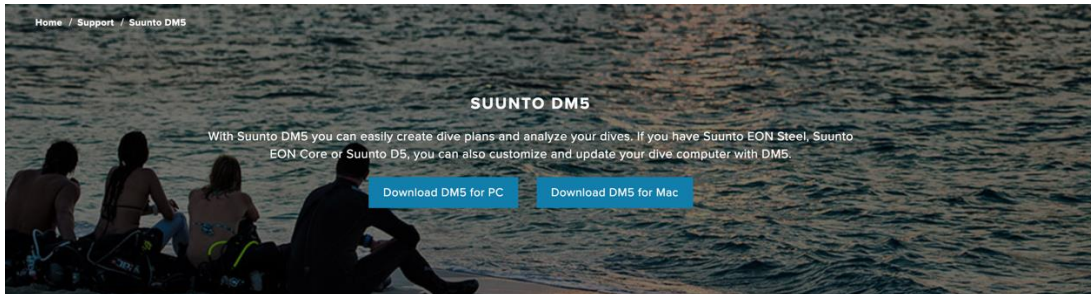 Home / Support / Suunto DM5
SUUNTO DM5
With Suunto DM5 you can easily create dive plans and analyze your dives. If you have Suunto EON Steel, Suunto
EON Core or Suunto D5, you can also customize and update your dive computer with DM5.
Download DM5 for PC
Download DM5 for Mac